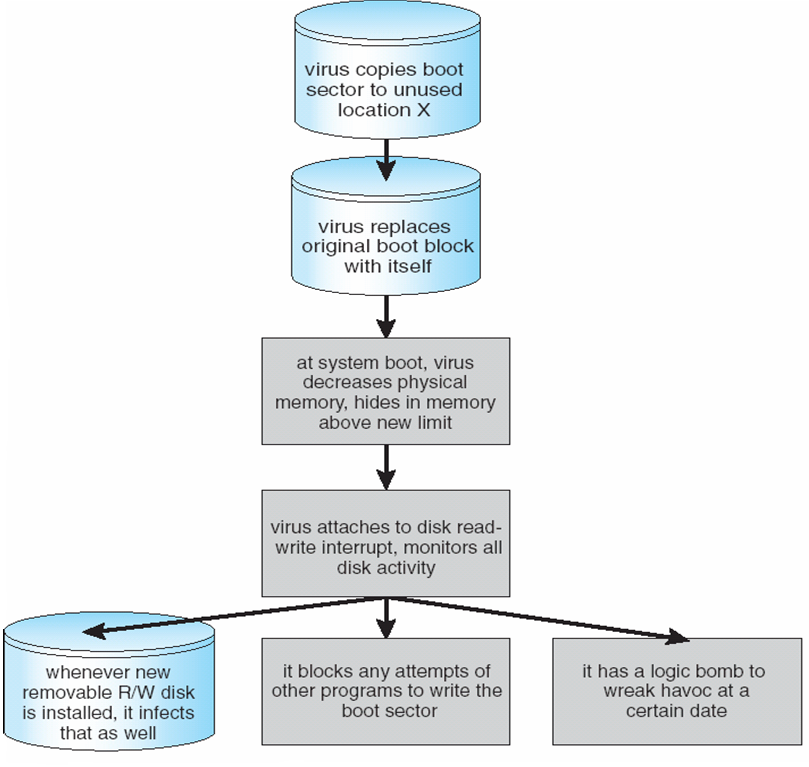 virus copies boot
sector to unused
location X
virus replaces
original boot block
with itself
at system boot, virus
decreases physical
memory, hides in memory
above new limit
virus attaches to disk read-
write interrupt, monitors all
disk activity
whenever new
removable R/W disk
is installed, it infects
that as well
it blocks any attempts of
other programs to write the
boot sector
it has a logic bomb to
wreak havoc at a
certain date